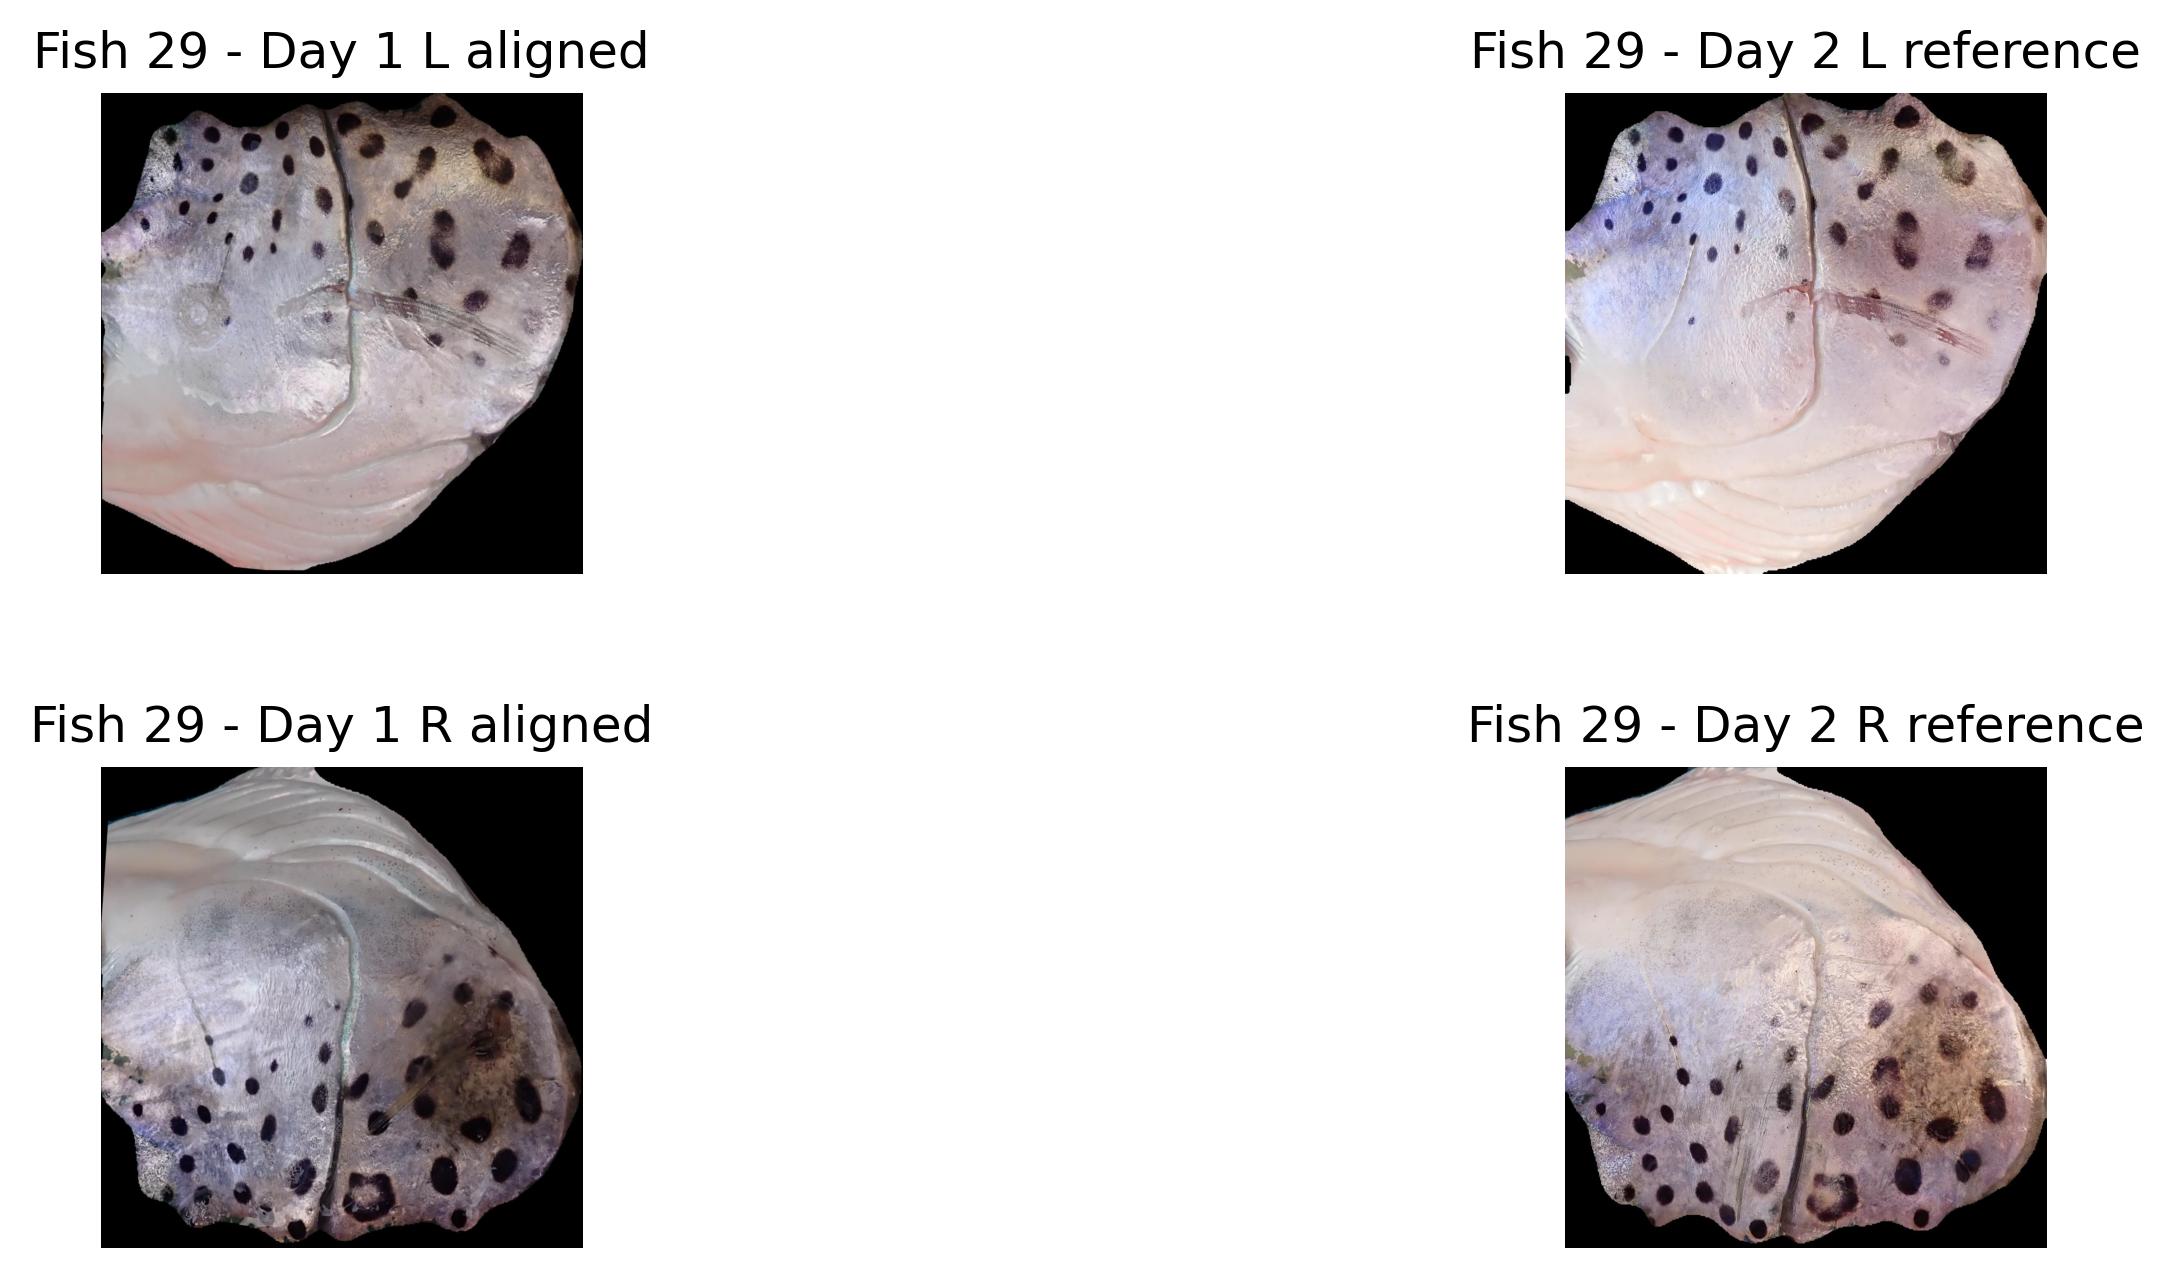 Fish 29 - Day 1 L aligned
Fish 29 - Day 2 L reference
Fish 29 - Day 1 R aligned
Fish 29 - Day 2 R reference